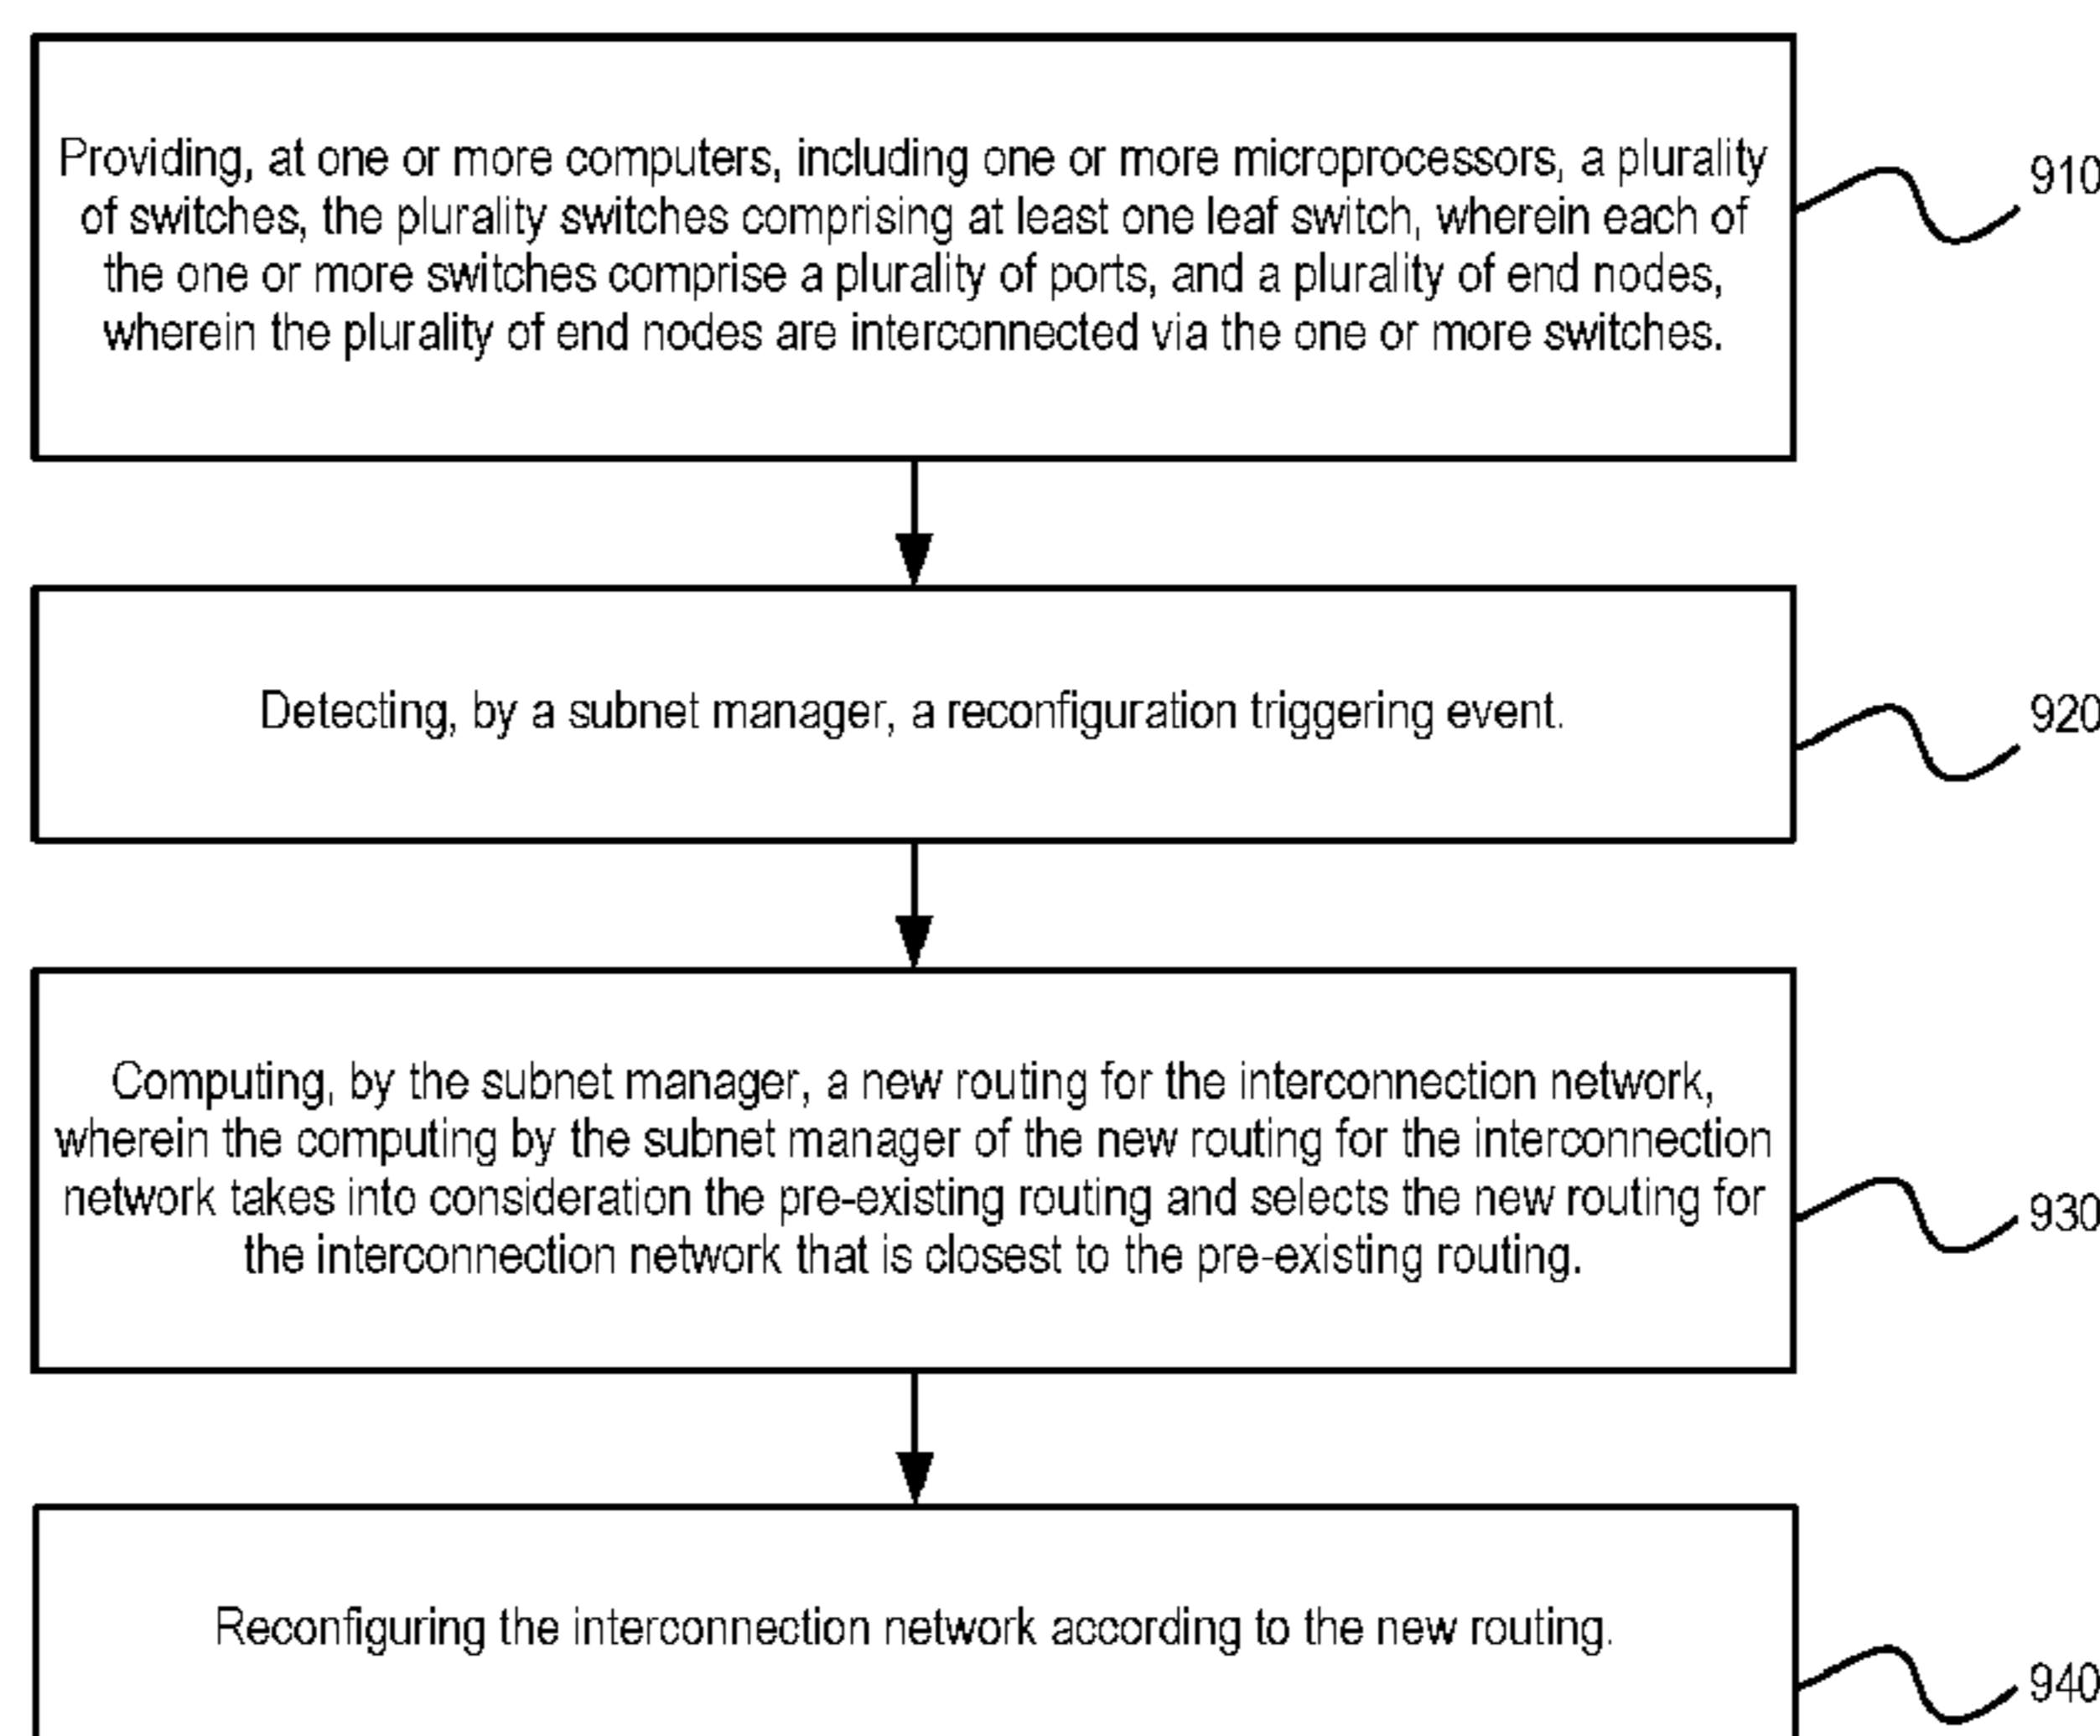 Providing, at one or more computers, including one or more microprocessors, a plurality
of switches, the plurality switches comprising at least one leaf switch, wherein each of
the one or more switches comprise a plurality of ports, and a plurality of end nodes,
wherein the plurality of end nodes are interconnected via the one or more switches.
910
Detecting, by a subnet manager, a reconfiguration triggering event.
920
Computing, by the subnet manager, a new routing for the interconnection network,
wherein the computing by the subnet manager of the new routing for the interconnection
network takes into consideration the pre-existing routing and selects the new routing for
the interconnection network that is closest to the pre-existing routing.
930
Reconfiguring the interconnection network according to the new routing.
940